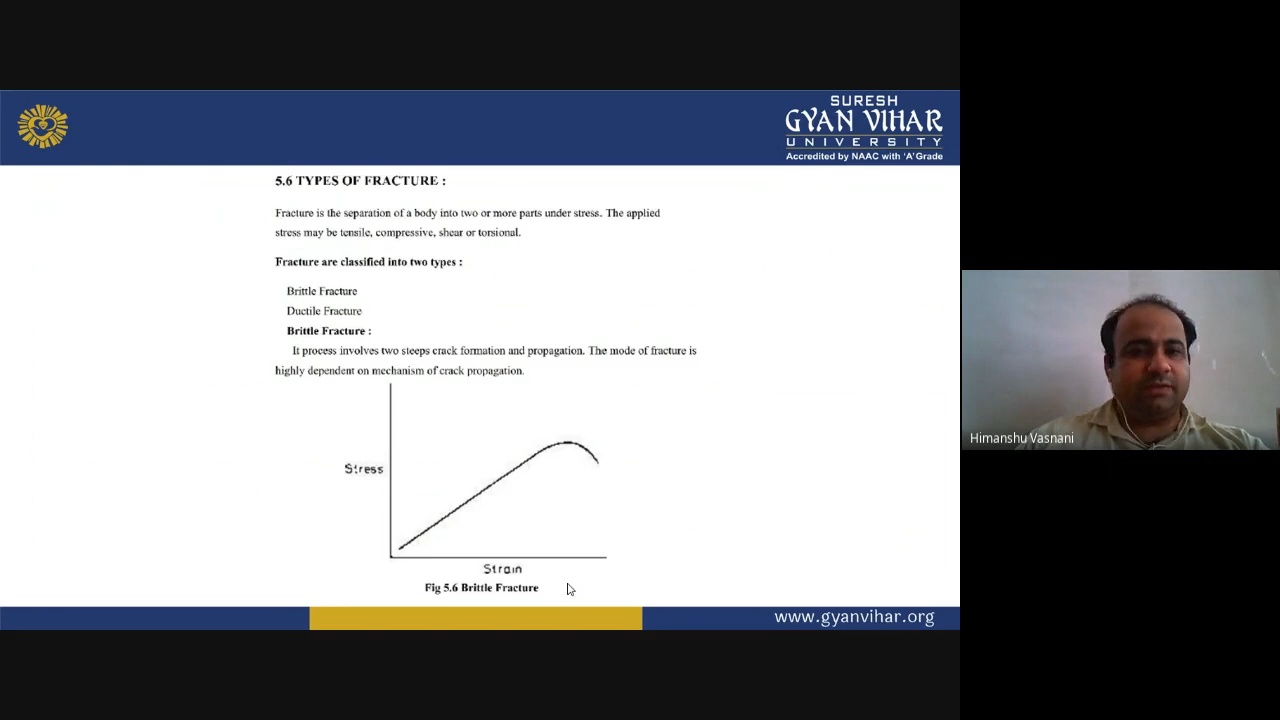 SURESH
GYAN VIHAR
UNIVERSITY
Accredited by NAAC with 'A' Grade
5.6 TYPES OF FRACTURE :
Fracture is the separation of a body into two or more parts under stress. The applied
stress may be tensile, compressive, shear or torsional.
Fracture are classified into two types :
Brittle Fracture
Ductile Fracture
Brittle Fracture :
It process involves two steeps crack formation and propagation. The mode of fracture is
highly dependent on mechanism of crack propagation.
Stress
Strain
Fig 5.6 Brittle Fracture
www.gyanvihar.org
Himanshu Vasnani